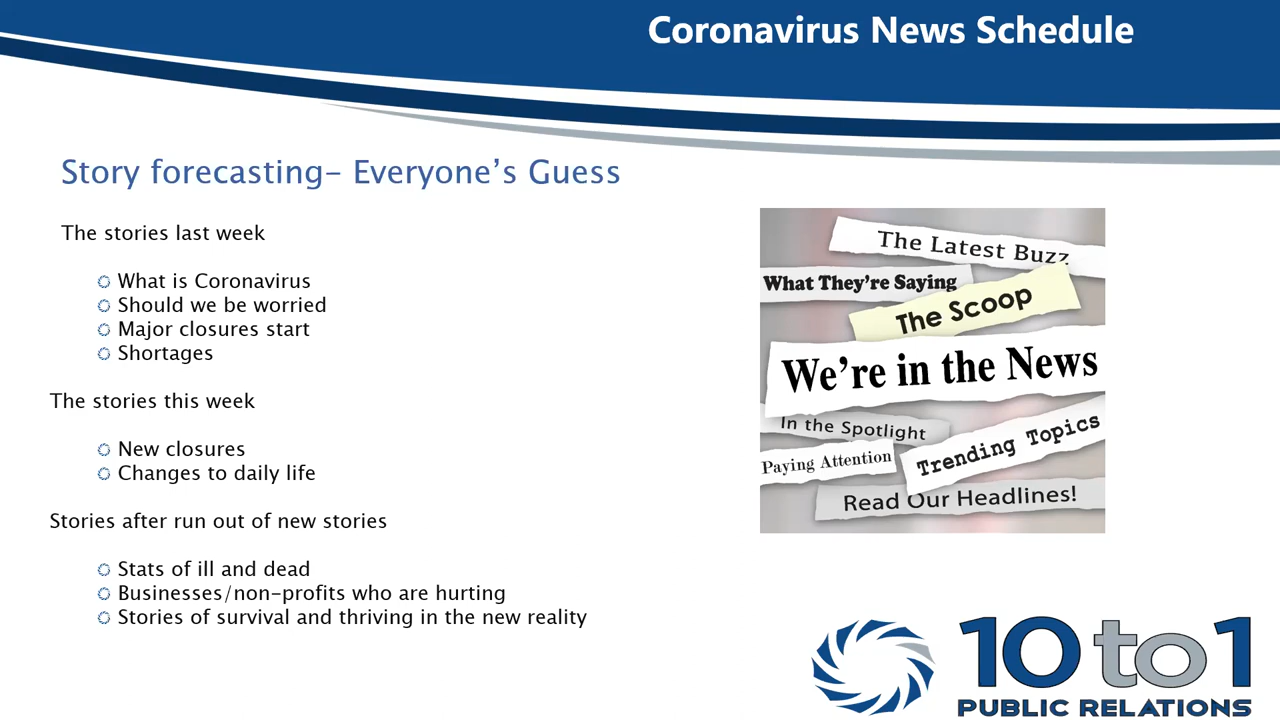 Coronavirus News Schedule
Story forecasting- Everyone's Guess
The stories last week
What is Coronavirus
Should we be worried
Major closures start
Shortages
The stories this week
New closures
Changes to daily life
Stories after run out of new stories
Stats of ill and dead
Businesses/non-profits who are hurting
Stories of survival and thriving in the new reality
The Latest Buzz
What They're Saying
The Scoop
We're in the News
In the Spotlight
Trending Topics
Paying Attention
Read Our Headlines!
10to1
PUBLIC RELATIONS